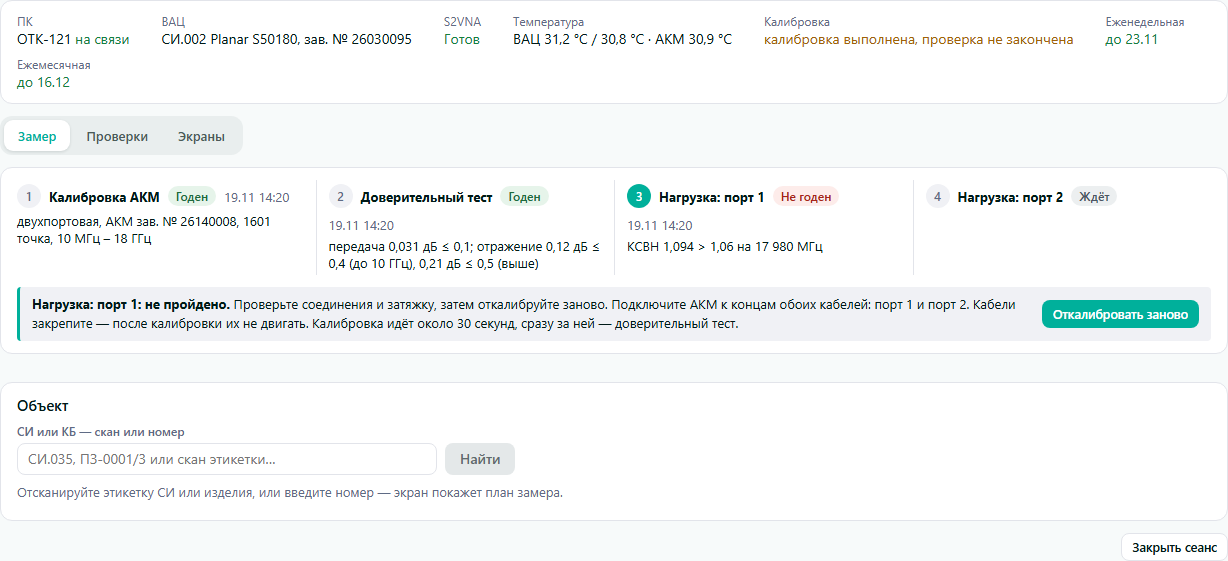 ПК
ОТК-121 на связи
ВАЦ
СИ.002 Planar S50180, зав. № 26030095
S2VNA
Готов
Температура
ВАЦ 31,2 °C / 30,8 °C · АКМ 30,9 °C
Калибровка
калибровка выполнена, проверка не закончена
Еженедельная
до 23.11
Ежемесячная
до 16.12
Замер
Проверки
Экраны
1 Калибровка АКМ Годен 19.11 14:20
двухпортовая, АКМ зав. № 26140008, 1601
точка, 10 МГц – 18 ГГц
2 Доверительный тест Годен
19.11 14:20
передача 0,031 дБ ≤ 0,1; отражение 0,12 дБ ≤
0,4 (до 10 ГГц), 0,21 дБ ≤ 0,5 (выше)
3 Нагрузка: порт 1 Не годен
19.11 14:20
КСВН 1,094 > 1,06 на 17 980 МГц
4 Нагрузка: порт 2 Ждёт
Нагрузка: порт 1: не пройдено. Проверьте соединения и затяжку, затем откалибруйте заново. Подключите АКМ к концам обоих кабелей: порт 1 и порт 2. Кабели
закрепите — после калибровки их не двигать. Калибровка идёт около 30 секунд, сразу за ней — доверительный тест.
Откалибровать заново
Объект
СИ или КБ — скан или номер
СИ.035, ПЗ-0001/3 или скан этикетки...
Найти
Отсканируйте этикетку СИ или изделия, или введите номер — экран покажет план замера.
Закрыть сеанс